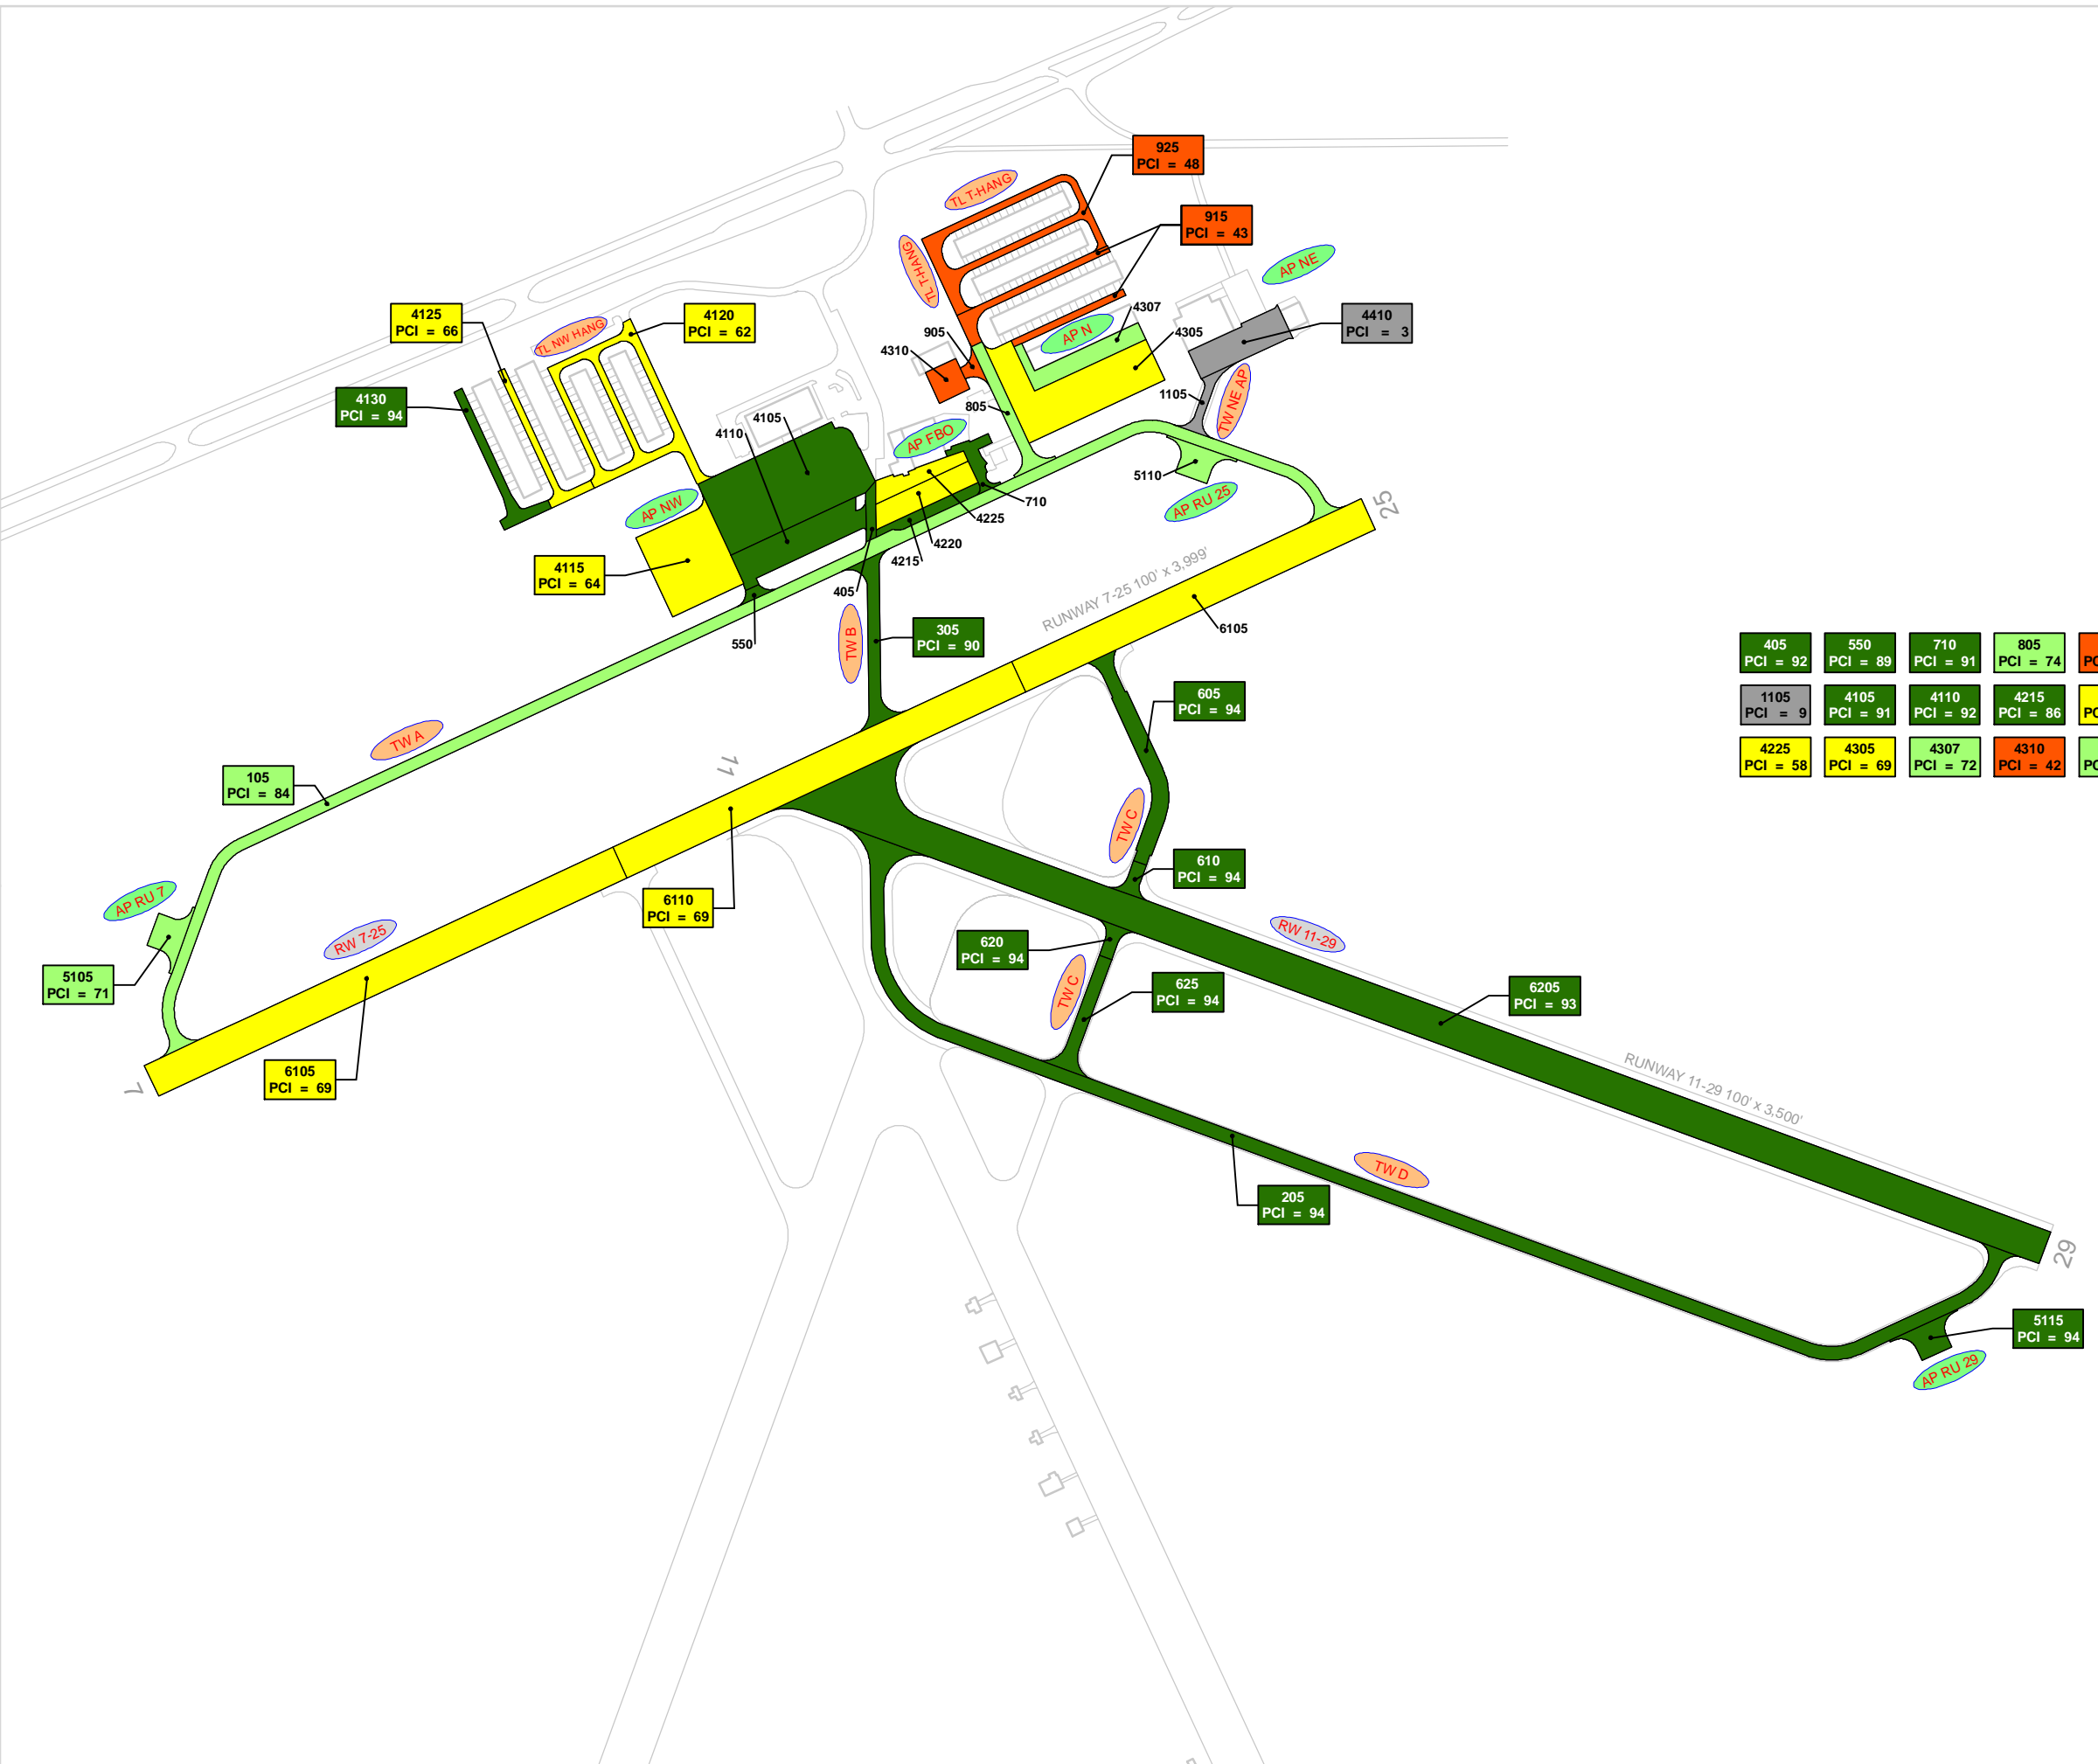 925
PCI = 48
TL T-HANG
915
PCI = 43
TL T-HANG
AP NE
4125
PCI = 66
4120
PCI = 62
4307
4410
PCI = 3
TL NW HANG
905
AP N
4305
4310
4130
PCI = 94
1105
TW NE AP
805
4105
4110
AP FBO
5110
710
AP NW
AP RU 25
25
4225
4220
4215
4115
PCI = 64
RUNWAY 7-25 100' x 3,999'
405
6105
550
TW B
305
PCI = 90
405
PCI = 92
550
PCI = 89
710
PCI = 91
805
PCI = 74
1105
PCI = 9
4105
PCI = 91
4110
PCI = 92
4215
PCI = 86
4225
PCI = 58
4305
PCI = 69
4307
PCI = 72
4310
PCI = 42
605
PCI = 94
TW A
11
105
PCI = 84
TW C
610
PCI = 94
AP RU 7
6110
PCI = 69
RW 7-25
RW 11-29
620
PCI = 94
5105
PCI = 71
TW C
625
PCI = 94
6205
PCI = 93
7
6105
PCI = 69
RUNWAY 11-29 100' x 3,500'
TW D
205
PCI = 94
29
5115
PCI = 94
AP RU 29